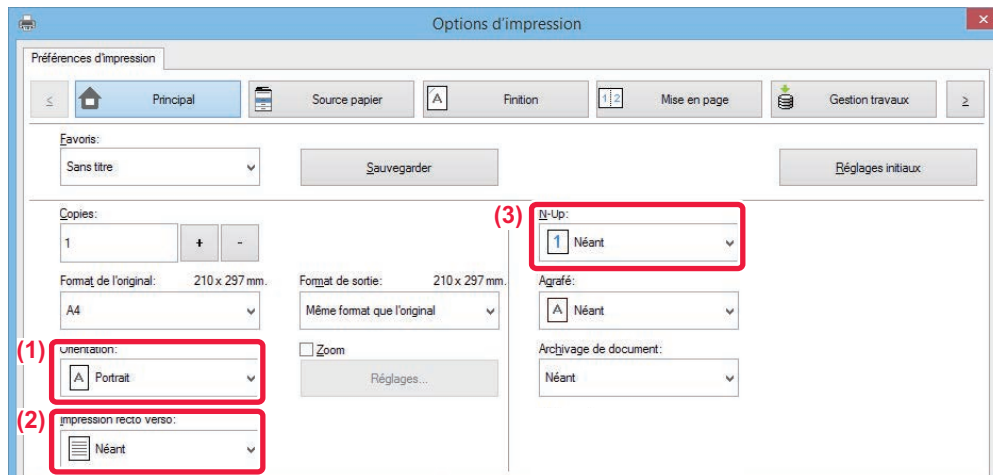 Options d'impression
Préférences d'impression
<
Principal
Source papier
Finition
Mise en page
Gestion travaux
>
Favoris:
Sans titre
Sauvegarder
Réglages initiaux
Copies:
1
+
-
(3)
N-Up:
1 Néant
Format de l'original: 210 x 297 mm.
A4
Format de sortie: 210 x 297 mm.
Même format que l'original
Agrafé:
A Néant
(1)
Orientation:
A Portrait
Zoom
Réglages...
Archivage de document:
Néant
(2)
Impression recto verso:
Néant